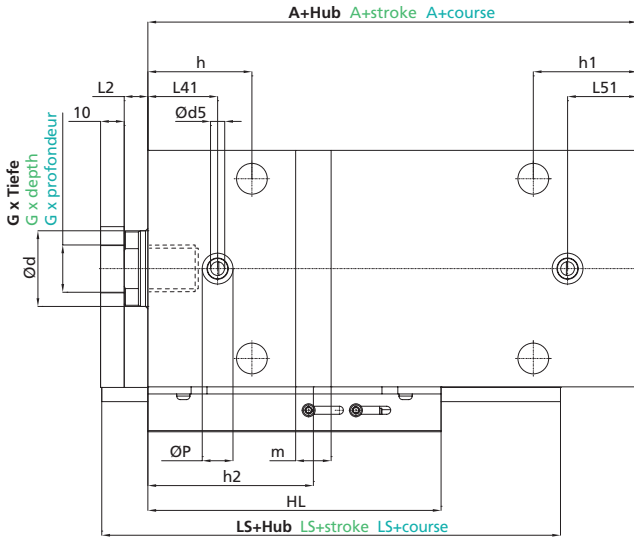 A+Hub A+stroke A+course
h
h1
L2
L41
L51
10
Ød5
G x Tiefe
G x depth
G x profondeur
Ød
ØP
m
h2
HL
LS+Hub LS+stroke LS+course